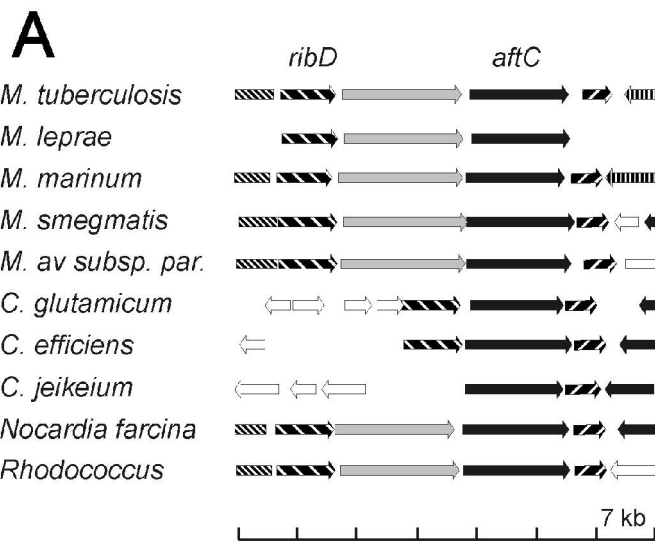 A
ribD aftC
M. tuberculosis
M. leprae
M. marinum
M. smegmatis
M. av subsp. par.
C. glutamicum
C. efficiens
C. jeikeium
Nocardia farcina
Rhodococcus
7 kb